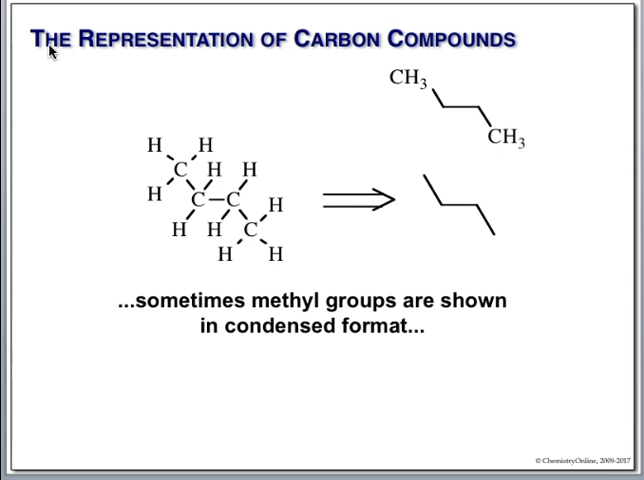 THE REPRESENTATION OF CARBON COMPOUNDS
CH3
CH3
H H
C H H
H C C H
H H C
H H
...sometimes methyl groups are shown
in condensed format...
© ChemistryOnline, 2009-2017